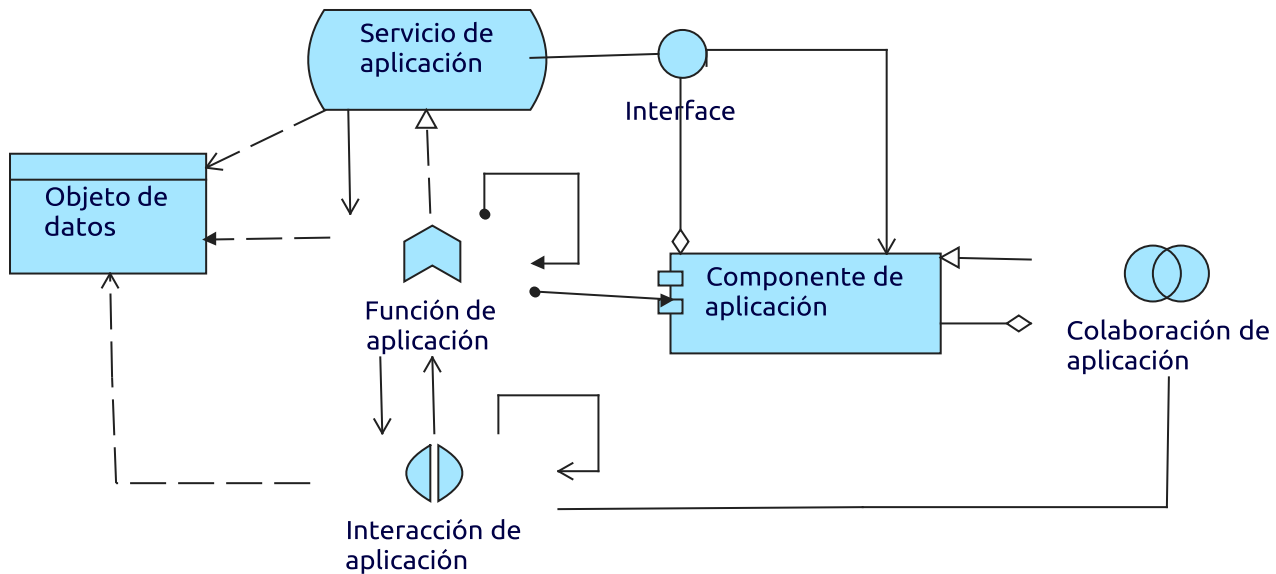 Servicio de
aplicación
Interface
Objeto de
datos
Componente de
aplicación
Función de
aplicación
Colaboración de
aplicación
Interacción de
aplicación